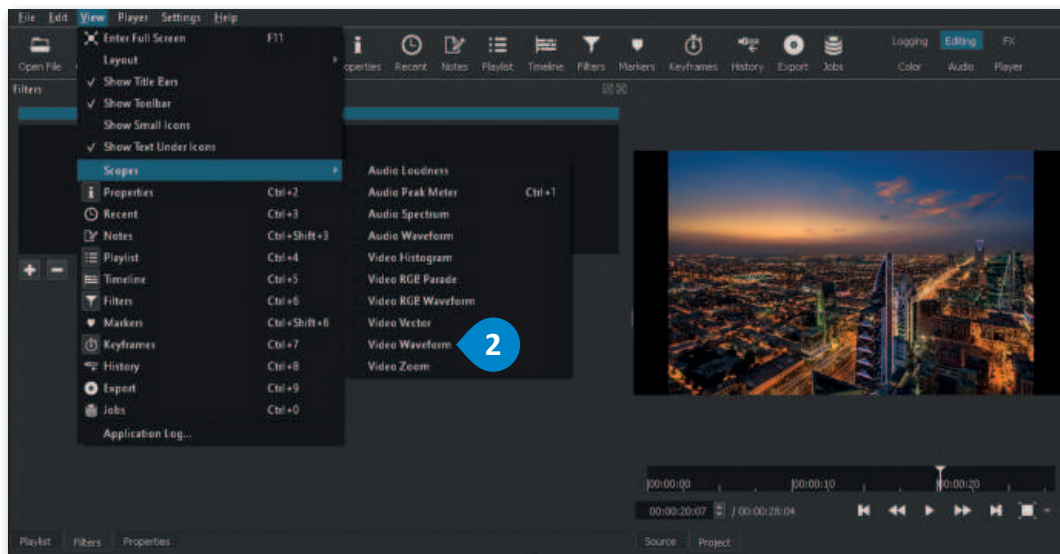 File Edit View Player Settings Help
Open File
operties Recent Notes Playlist Timeline Filters Markers Keyframes History Export Jobs
Logging Editing FX
Color Audio Player
Filters
Enter Full Screen F11
Layout
Show Title Bars
Show Toolbar
Show Small Icons
Show Text Under Icons
Scopes
Properties Ctrl+2
Recent Ctrl+3
Notes Ctrl+Shift+3
Playlist Ctrl+4
Timeline Ctrl+5
Filters Ctrl+6
Markers Ctrl+Shift+6
Keyframes Ctrl+7
History Ctrl+8
Export Ctrl+9
Jobs Ctrl+0
Application Log...
Audio Loudness
Audio Peak Meter Ctrl+1
Audio Spectrum
Audio Waveform
Video Histogram
Video RGB Parade
Video RGB Waveform
Video Vector
Video Waveform
2
Video Zoom
00:00:00 00:00:10 00:00:20
00:00:20:07 / 00:00:28:04
Playlist Filters Properties
Source Project